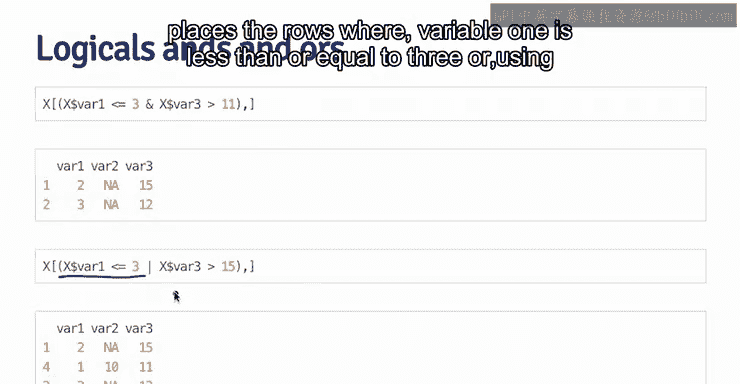 places the rows where, variable one is
less than or equal to three or,using
Logicals ands and ors
X[(X$var1 <= 3 & X$var3 > 11),]
var1 var2 var3
1 2 NA 15
2 3 NA 12
X[(X$var1 <= 3 | X$var3 > 15),]
var1 var2 var3
1 2 NA 15
4 1 10 11